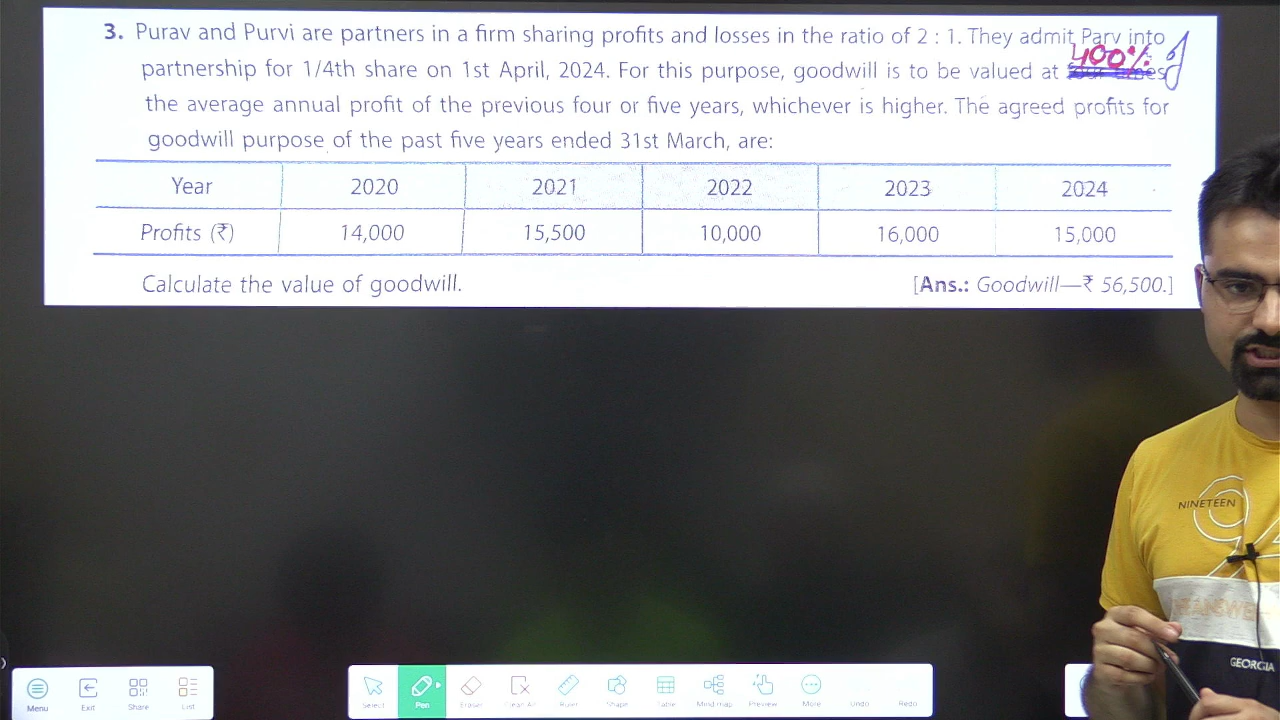 3. Purav and Purvi are partners in a firm sharing profits and losses in the ratio of 2 : 1. They admit Parv into
400% of
partnership for 1/4th share on 1st April, 2024. For this purpose, goodwill is to be valued at
the average annual profit of the previous four or five years, whichever is higher. The agreed profits for
goodwill purpose of the past five years ended 31st March, are:
Year 2020 2021 2022 2023 2024
Profits (₹) 14,000 15,500 10,000 16,000 15,000
Calculate the value of goodwill. [Ans.: Goodwill—₹ 56,500.]
NINETEEN
GEORGIA
Menu Exit Share List Select Pen Eraser Clear All Ruler Shape Table Mind map Preview More Undo Redo